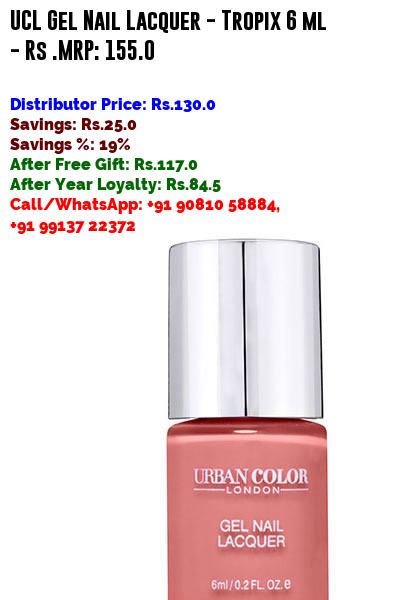 UCL Gel Nail Lacquer - Tropix 6 ml
- Rs .MRP: 155.0
Distributor Price: Rs.130.0
Savings: Rs.25.0
Savings %: 19%
After Free Gift: Rs.117.0
After Year Loyalty: Rs.84.5
Call/WhatsApp: +91 90810 58884,
+91 99137 22372
URBAN COLOR
LONDON
GEL NAIL
LACQUER
6ml/0.2 FL. OZ. e